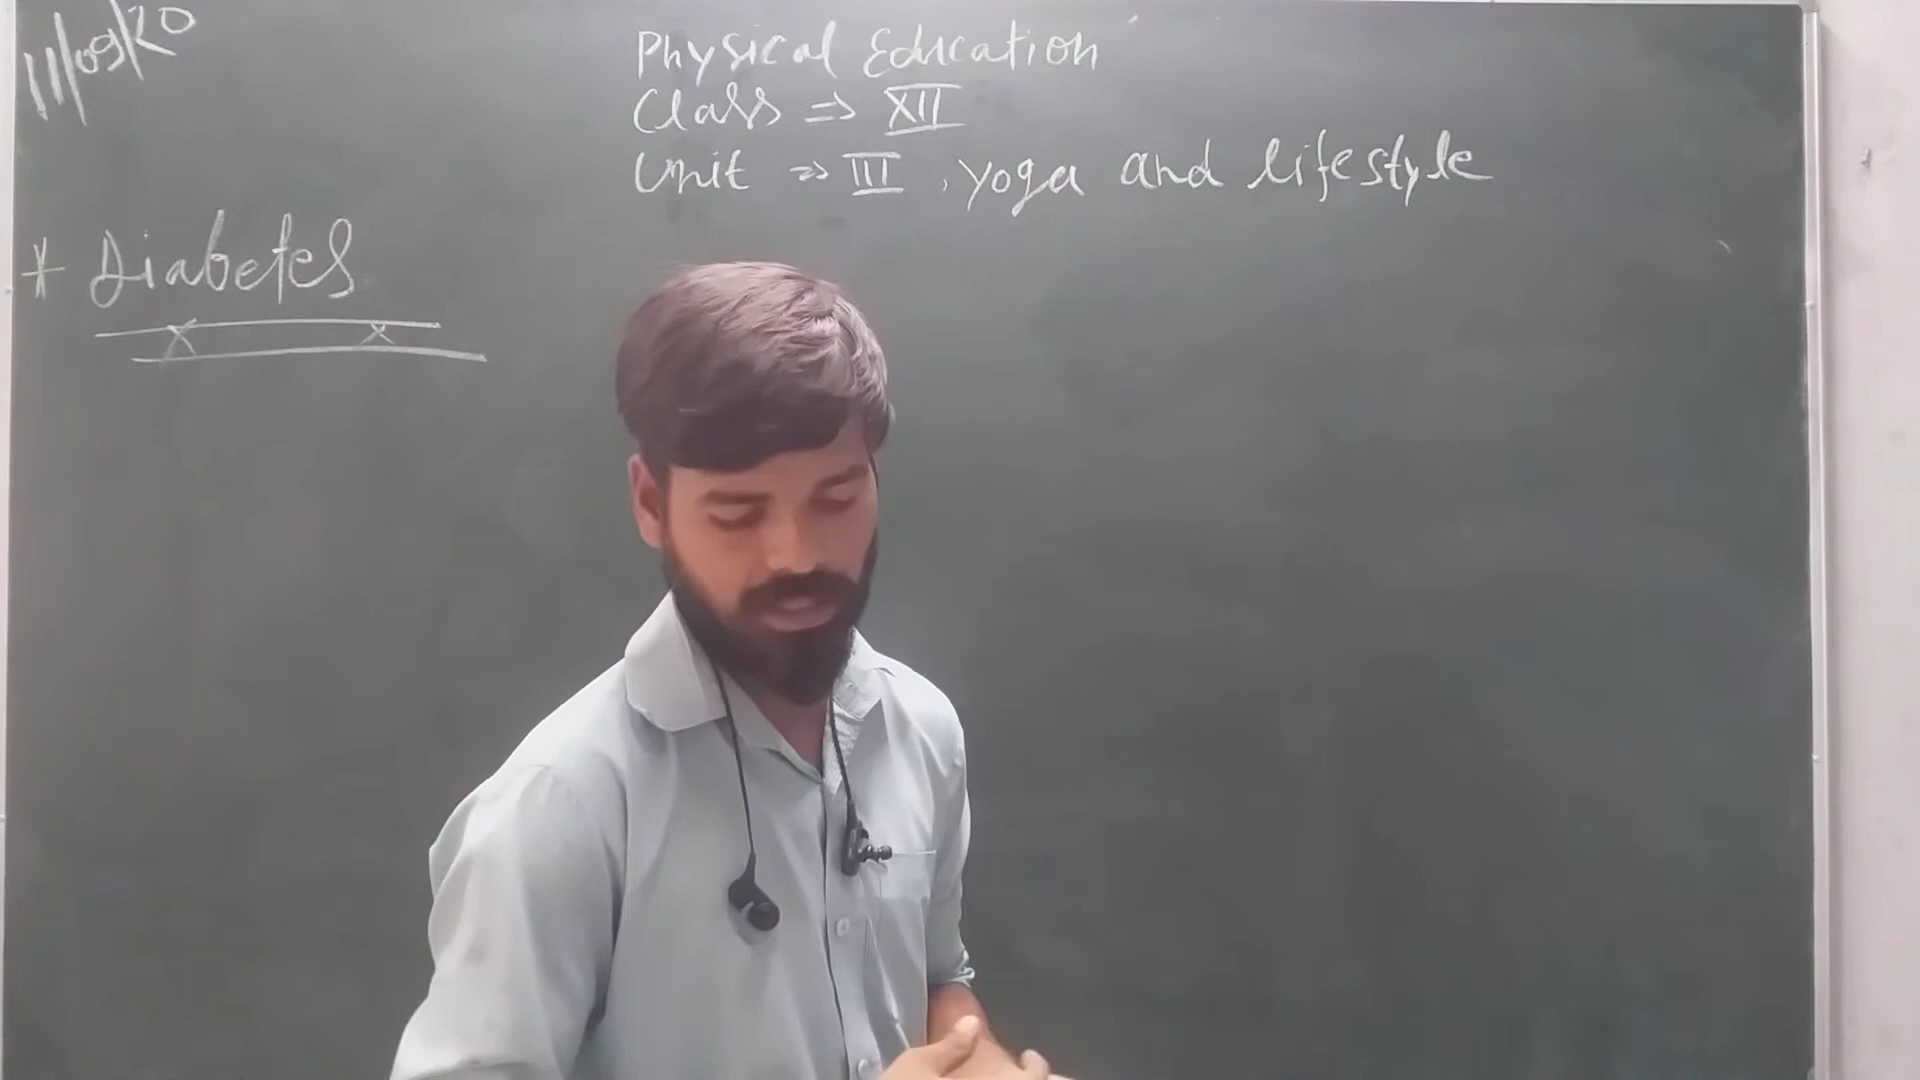 11/09/20
Physical Education
Class => XII
Unit => III, yoga and lifestyle
* Diabetes